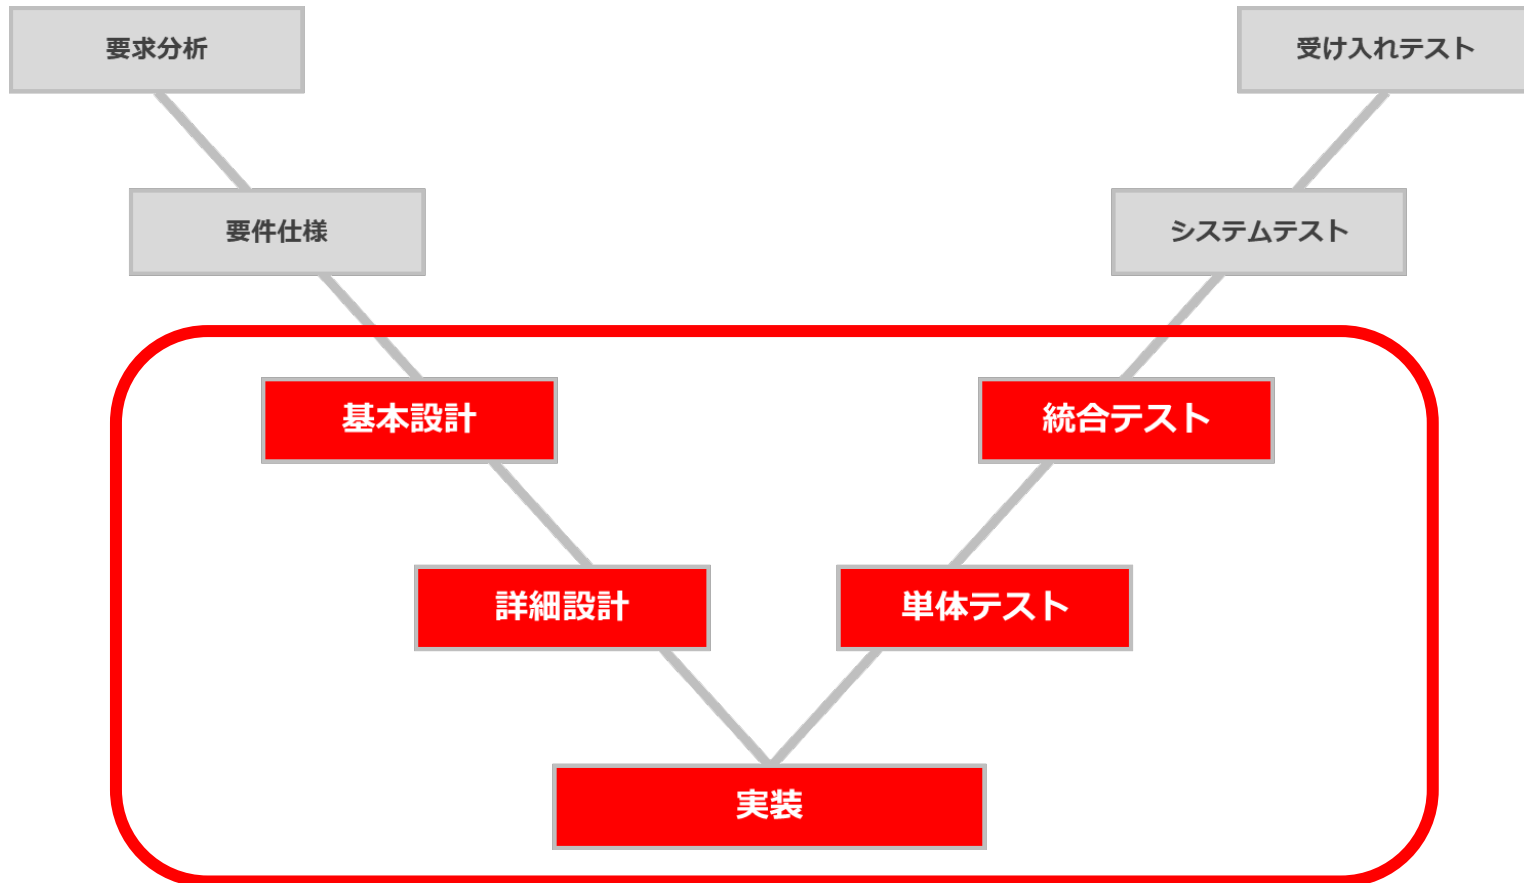 要求分析
受け入れテスト
要件仕様
システムテスト
基本設計
統合テスト
詳細設計
単体テスト
実装